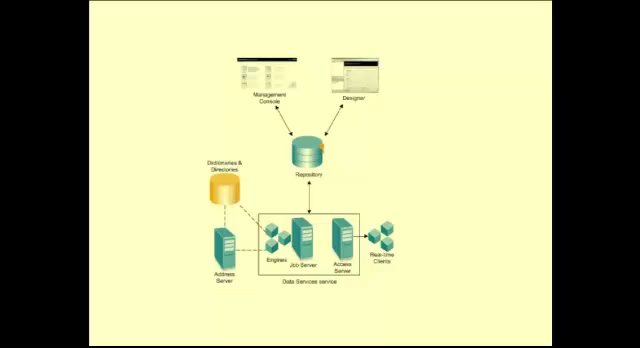 Management
Console
Designer
Repository
Dictionaries &
Directories
Engines
Job Server
Access
Server
Real-time
Clients
Address
Server
Data Services service